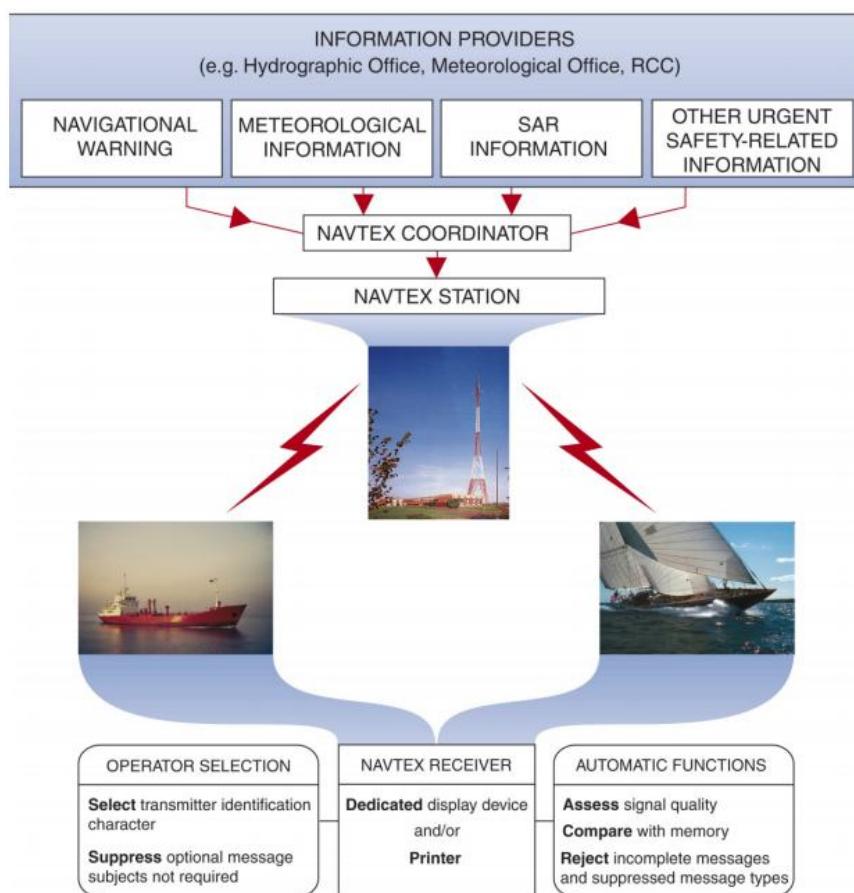 INFORMATION PROVIDERS
(e.g. Hydrographic Office, Meteorological Office, RCC)
NAVIGATIONAL
WARNING
METEOROLOGICAL
INFORMATION
SAR
INFORMATION
OTHER URGENT
SAFETY-RELATED
INFORMATION
NAVTEX COORDINATOR
NAVTEX STATION
OPERATOR SELECTION
Select transmitter identification
character
Suppress optional message
subjects not required
NAVTEX RECEIVER
Dedicated display device
and/or
Printer
AUTOMATIC FUNCTIONS
Assess signal quality
Compare with memory
Reject incomplete messages
and suppressed message types